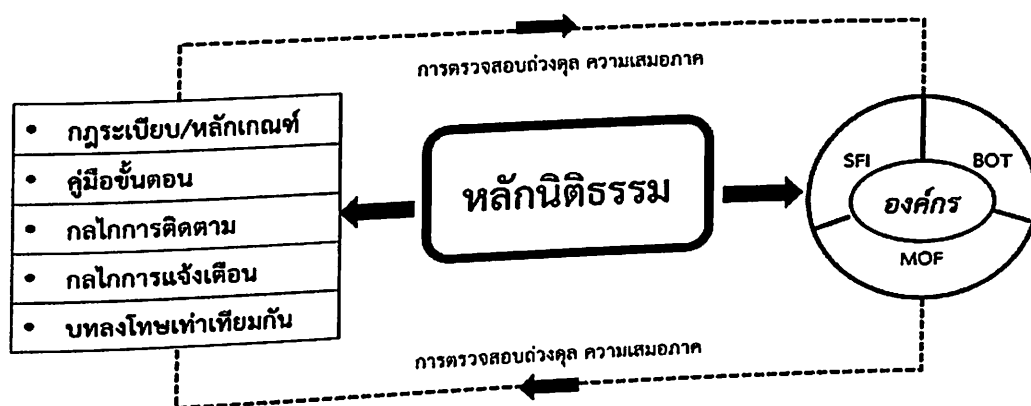 การตรวจสอบถ่วงดุล ความเสมอภาค
• กฎระเบียบ/หลักเกณฑ์
• คู่มือขั้นตอน
• กลไกการติดตาม
• กลไกการแจ้งเตือน
• บทลงโทษเท่าเทียมกัน
หลักนิติธรรม
SFI
BOT
องค์กร
MOF
การตรวจสอบถ่วงดุล ความเสมอภาค